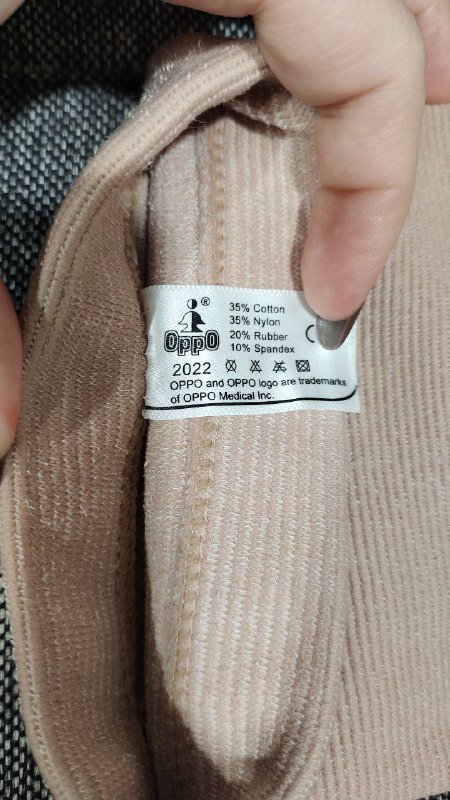 ®
OppO
35% Cotton
35% Nylon
20% Rubber
10% Spandex
2022
OPPO and OPPO logo are trademarks
of OPPO Medical Inc.